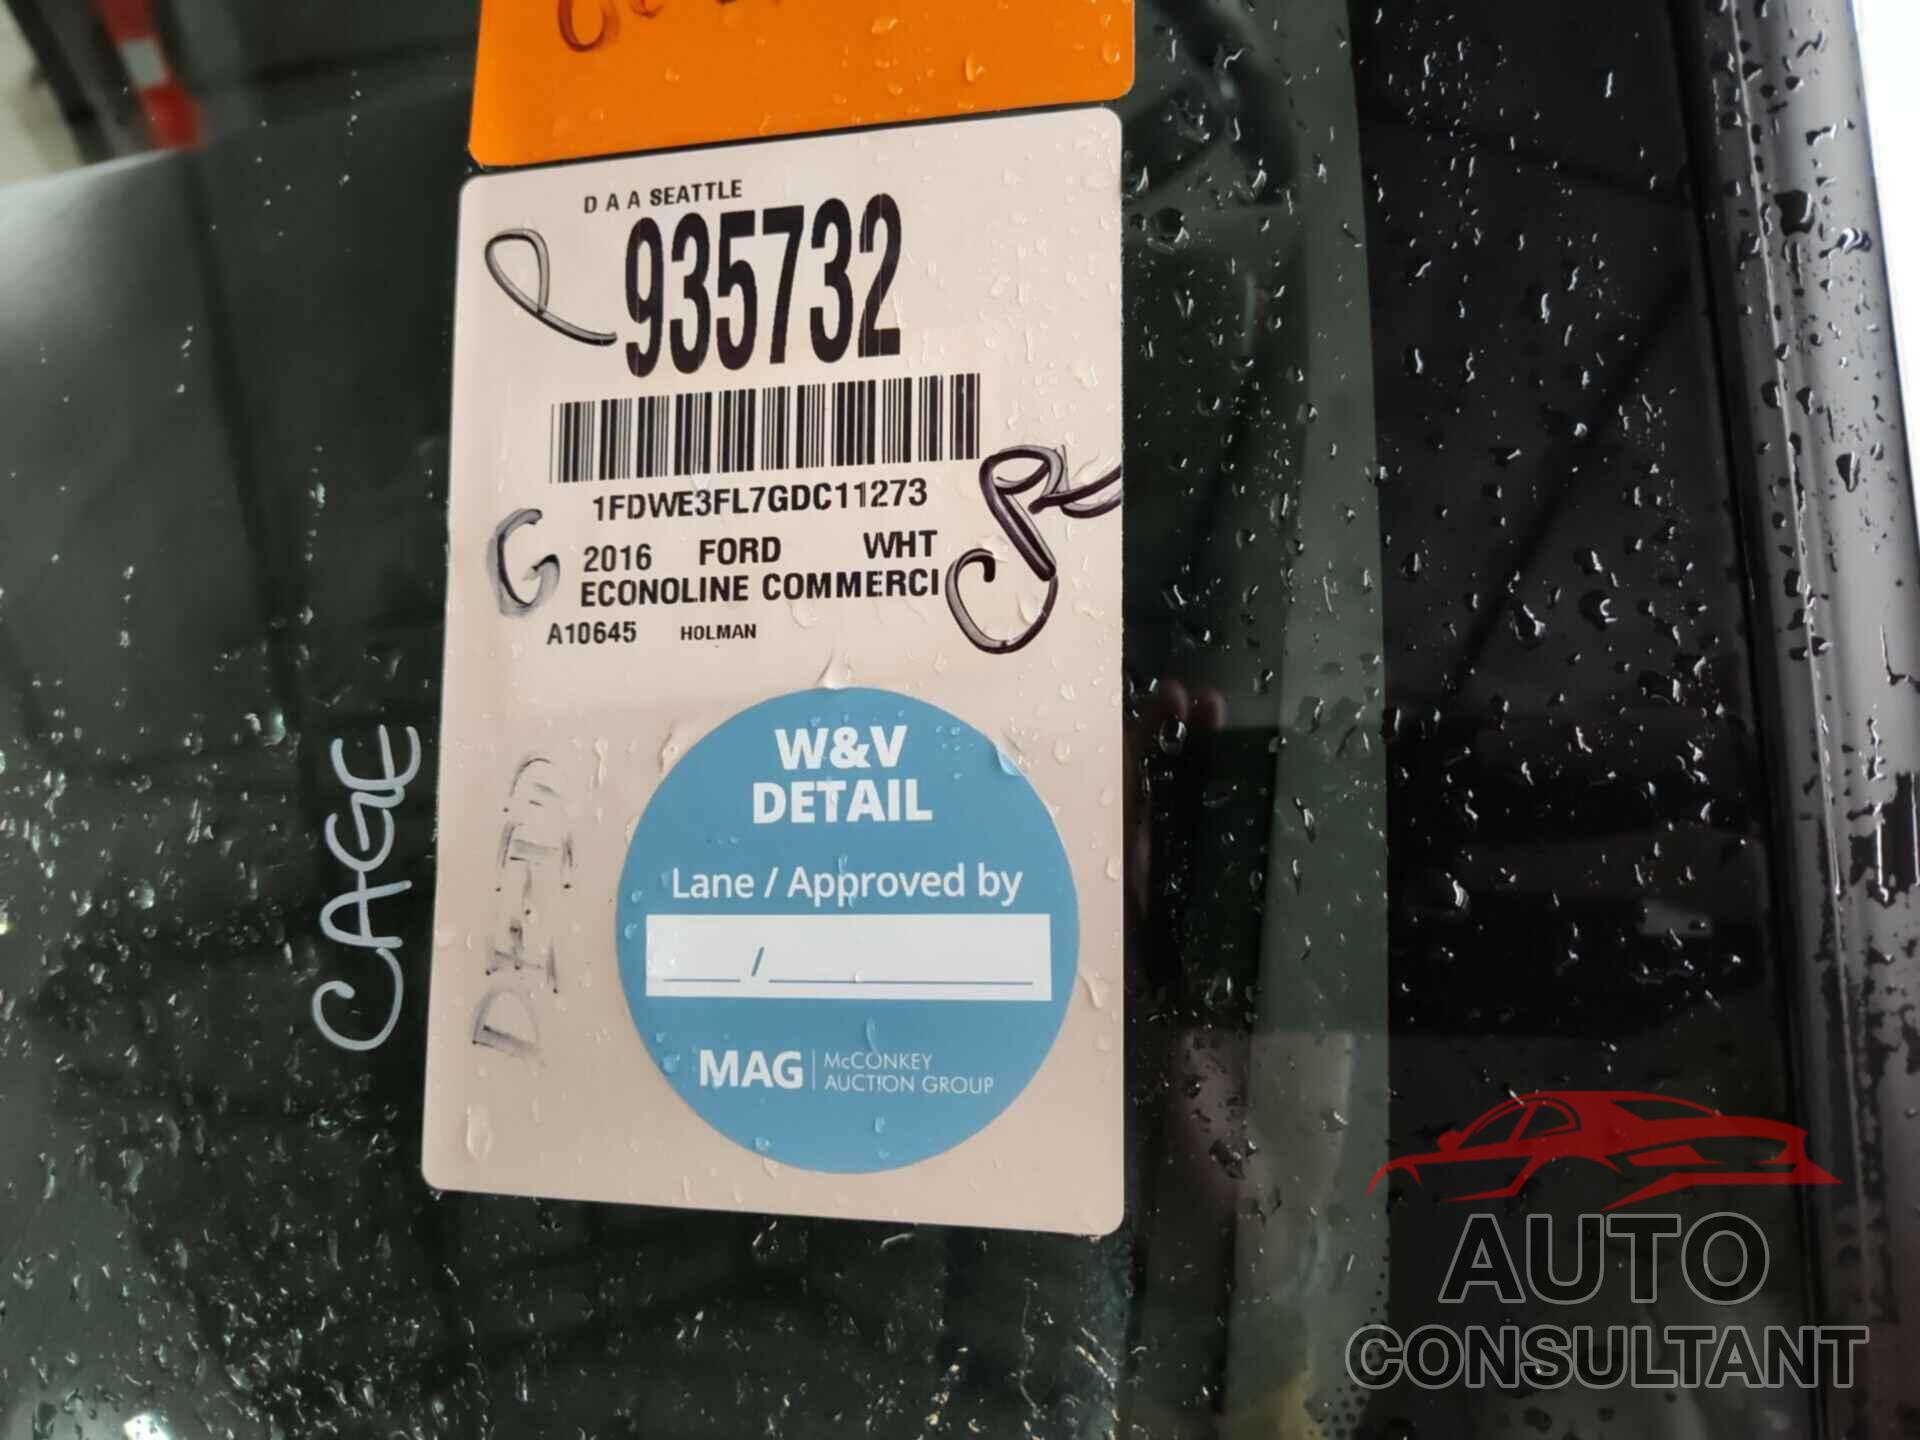 D A A SEATTLE
935732
1FDWE3FL7GDC11273
G
2016 FORD WHT
ECONOLINE COMMERCI
A10645 HOLMAN
CAGE
W&V
DETAIL
Lane / Approved by
/
MAG McCONKEY
AUCTION GROUP
AUTO
CONSULTANT